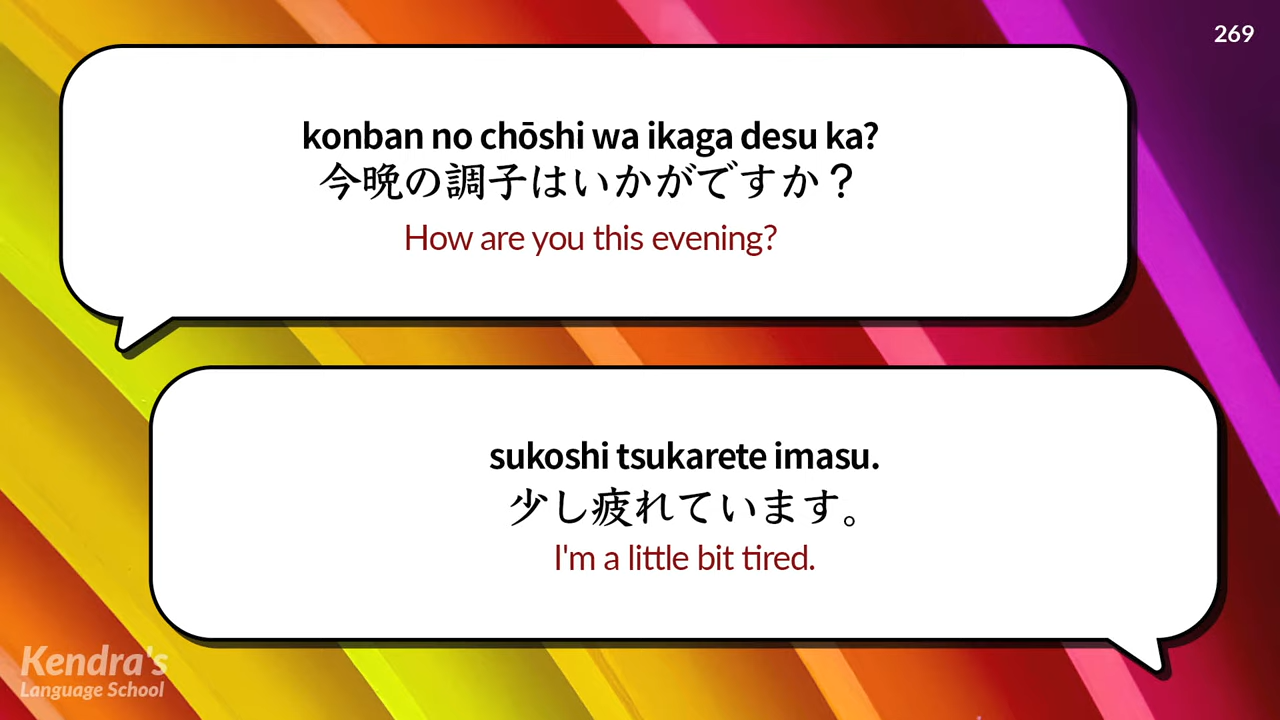 269
konban no chōshi wa ikaga desu ka?
今晩の調子はいかがですか？
How are you this evening?
sukoshi tsukarete imasu.
少し疲れています。
I'm a little bit tired.
Kendra's
Language School